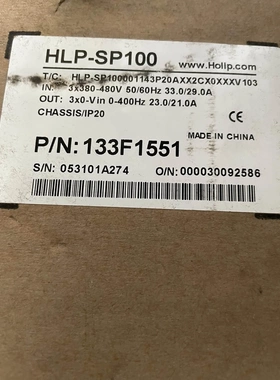 HLP-SP100 www.Holip.com
T/C: HLP-SP100001143P20AXX2CX0XXXV103
IN: 3x380-480V 50/60Hz 33.0/29.0A
OUT: 3x0-Vin 0-400Hz 23.0/21.0A
CHASSIS/IP20
CE
MADE IN CHINA
P/N: 133F1551
S/N: 053101A274 O/N: 000030092586